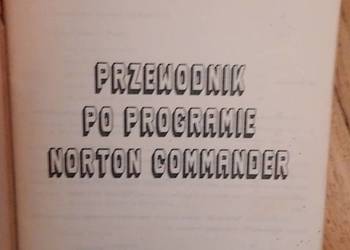 PRZEWODNIK
PO PROGRAMIE
NORTON COMMANDER